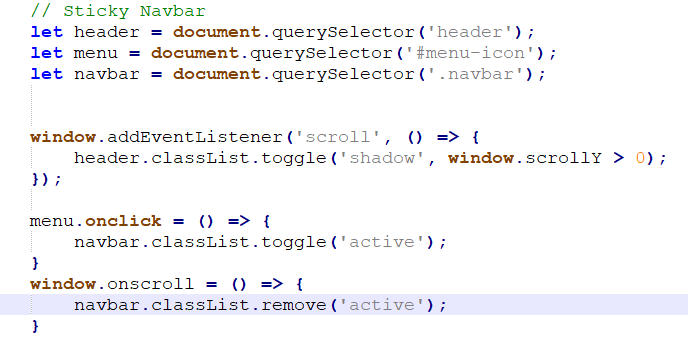 // Sticky Navbar
let header = document.querySelector('header');
let menu = document.querySelector('#menu-icon');
let navbar = document.querySelector('.navbar');
window.addEventListener('scroll', () => {
    header.classList.toggle('shadow', window.scrollY > 0);
});
menu.onclick = () => {
    navbar.classList.toggle('active');
}
window.onscroll = () => {
    navbar.classList.remove('active');
}